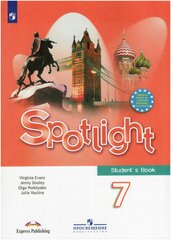 Spotlight
Student's Book
7
Virginia Evans
Jenny Dooley
Olga Podolyako
Julia Vaulina
Express Publishing
ПРОСВЕЩЕНИЕ